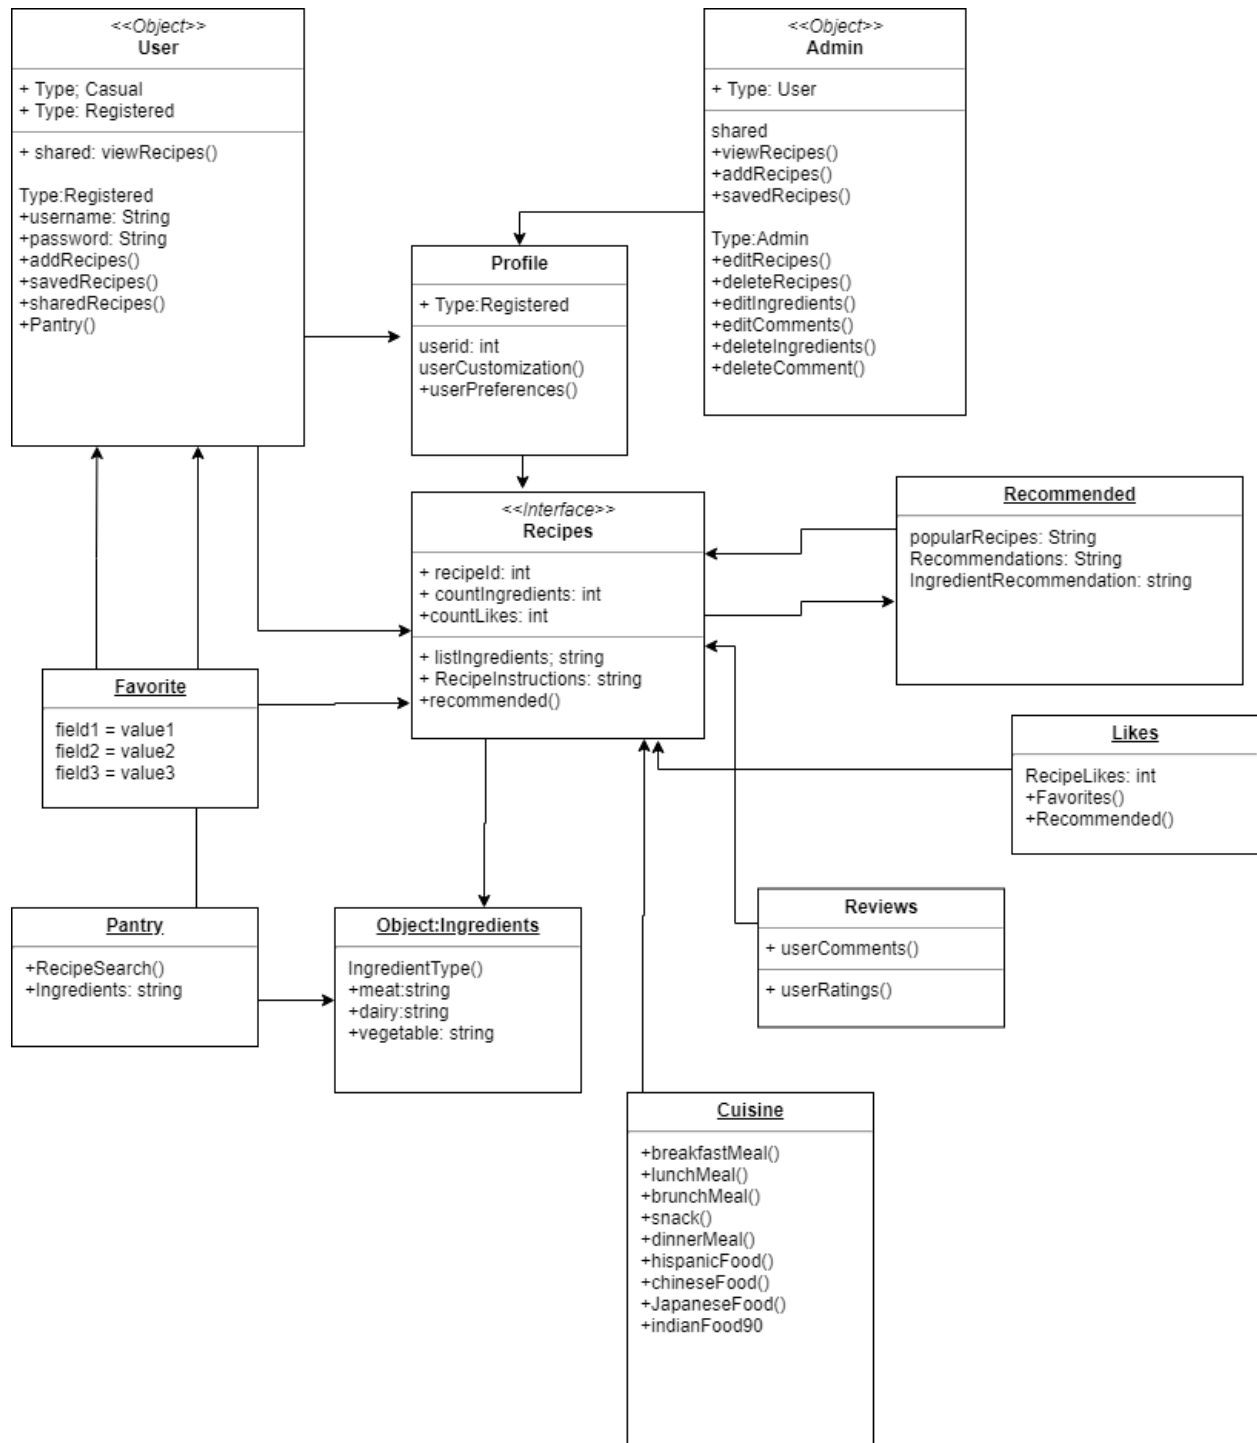 <<Object>>
User
+ Type; Casual
+ Type: Registered
+ shared: viewRecipes()
Type:Registered
+username: String
+password: String
+addRecipes()
+savedRecipes()
+sharedRecipes()
+Pantry()
<<Object>>
Admin
+ Type: User
shared
+viewRecipes()
+addRecipes()
+savedRecipes()
Type:Admin
+editRecipes()
+deleteRecipes()
+editIngredients()
+editComments()
+deleteIngredients()
+deleteComment()
Profile
+ Type:Registered
userid: int
userCustomization()
+userPreferences()
<<Interface>>
Recipes
+ recipeId: int
+ countIngredients: int
+countLikes: int
+ listIngredients; string
+ RecipeInstructions: string
+recommended()
Recommended
popularRecipes: String
Recommendations: String
IngredientRecommendation: string
Favorite
field1 = value1
field2 = value2
field3 = value3
Likes
RecipeLikes: int
+Favorites()
+Recommended()
Pantry
+RecipeSearch()
+Ingredients: string
Object:Ingredients
IngredientType()
+meat:string
+dairy:string
+vegetable: string
Reviews
+ userComments()
+ userRatings()
Cuisine
+breakfastMeal()
+lunchMeal()
+brunchMeal()
+snack()
+dinnerMeal()
+hispanicFood()
+chineseFood()
+JapaneseFood()
+indianFood90